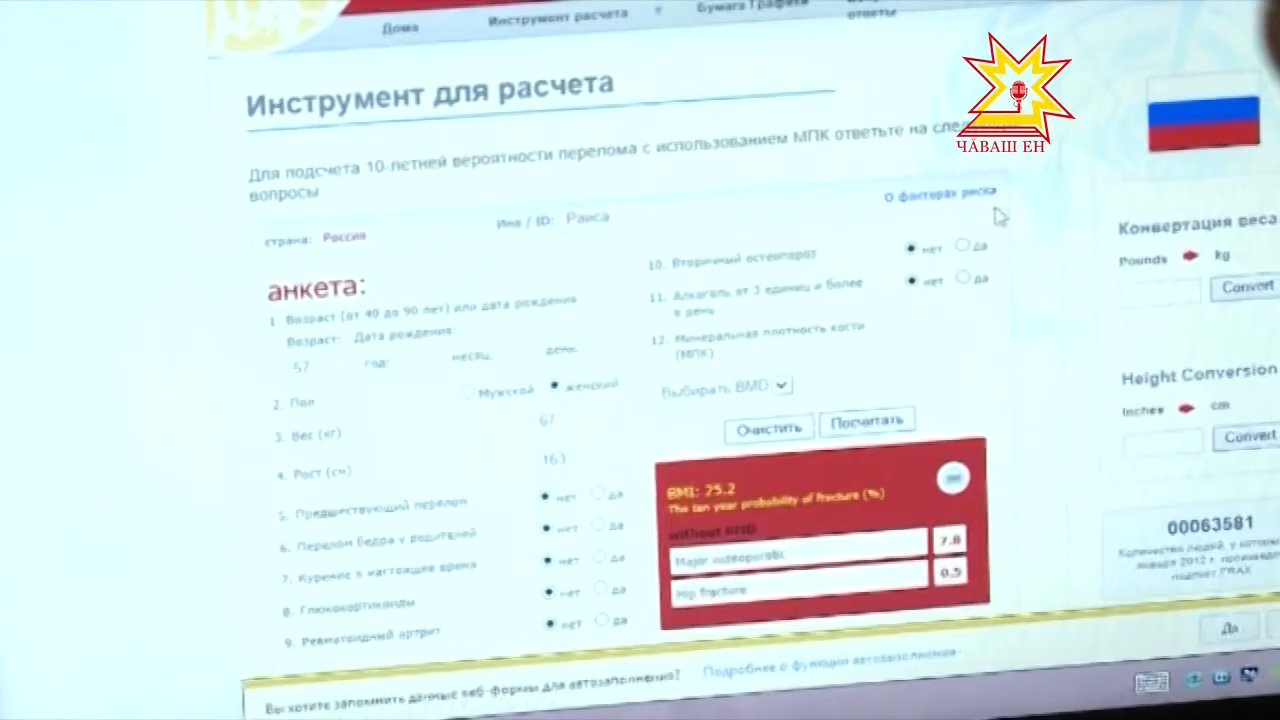 Дома
Инструмент расчета
Бумага Графики
ответы
Инструмент для расчета
ЧӐВАШ ЕН
Для подсчета 10-летней вероятности перелома с использованием МПК ответьте на
вопросы
О факторах риска
страна: Россия
Имя / ID: Раиса
анкета:
1. Возраст (от 40 до 90 лет) или дата рождения
Возраст: Дата рождения:
57 год: месяц: день:
2. Пол Мужской женский
3. Вес (кг) 67
4. Рост (см) 163
5. Предшествующий перелом нет да
6. Перелом бедра у родителей нет да
7. Курение в настоящее время нет да
8. Глюкокортикоиды нет да
9. Ревматоидный артрит нет да
10. Вторичный остеопороз нет да
11. Алкоголь от 3 единиц и более нет да
в день
12. Минеральная плотность кости
(МПК)
Выбирать BMD
Очистить Посчитать
BMI: 25.2
The ten year probability of fracture (%)
without BMD
Major osteoporotic 7.8
Hip fracture 0.5
Конвертация веса
Pounds kg
Convert
Height Conversion
Inches cm
Convert
00063581
Количество людей, у которых
января 2012 г.
подсчет FRAX
Да
Вы хотите запомнить данные веб-формы для автозаполнения? Подробнее о функции автозаполнения